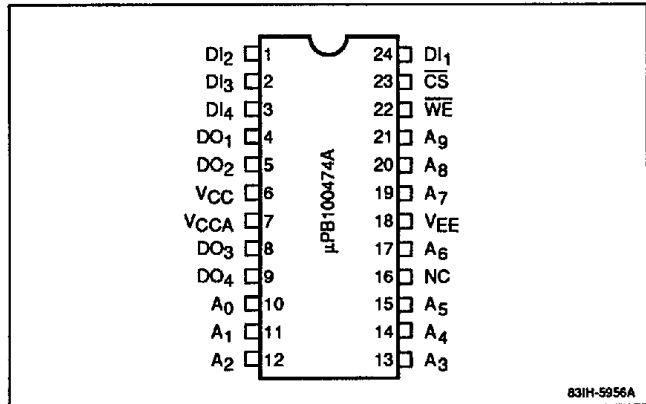 DI2 1 24 DI1
DI3 2 23 CS
DI4 3 22 WE
DO1 4 21 A9
DO2 5 20 A8
VCC 6 19 A7
VCCA 7 18 VEE
DO3 8 17 A6
DO4 9 16 NC
A0 10 15 A5
A1 11 14 A4
A2 12 13 A3
µPB100474A
83IH-5956A